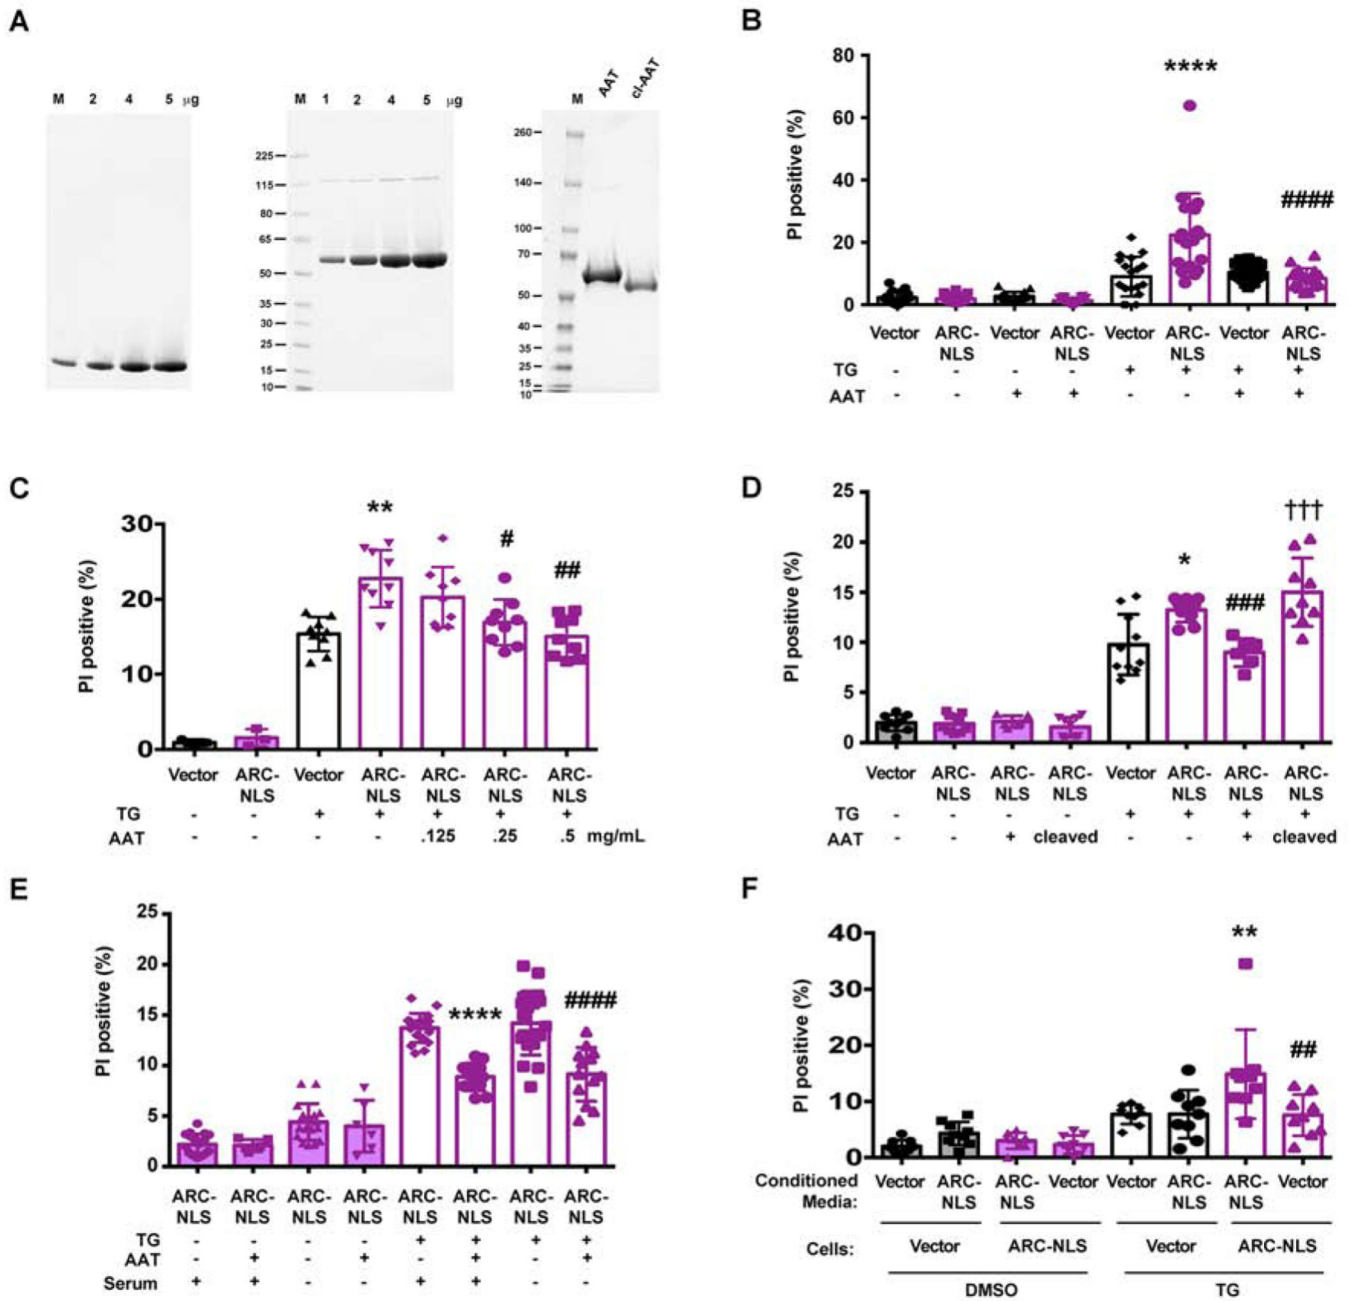 A
M 2 4 5 µg
M 1 2 4 5 µg
225
115
80
65
50
35
30
25
15
10
M AAT cl-AAT
260
140
100
70
50
40
35
25
15
10
B
PI positive (%)
80
60
40
20
0
****
####
Vector ARC-NLS Vector ARC-NLS Vector ARC-NLS Vector ARC-NLS
TG - - - - + + + +
AAT - - + + - - + +
C
PI positive (%)
30
20
10
0
**
#
##
Vector ARC-NLS Vector ARC-NLS ARC-NLS ARC-NLS ARC-NLS
TG - - + + + + +
AAT - - - - .125 .25 .5 mg/mL
D
PI positive (%)
25
20
15
10
5
0
*
###
†††
Vector ARC-NLS ARC-NLS ARC-NLS Vector ARC-NLS ARC-NLS ARC-NLS
TG - - - - + + + +
AAT - - + cleaved - - + cleaved
E
PI positive (%)
25
20
15
10
5
0
****
####
ARC-NLS ARC-NLS ARC-NLS ARC-NLS ARC-NLS ARC-NLS ARC-NLS ARC-NLS
TG - - - - + + + +
AAT - + - + - + - +
Serum + + - - + + - -
F
PI positive (%)
40
30
20
10
0
**
##
Conditioned Media: Vector ARC-NLS ARC-NLS Vector Vector ARC-NLS ARC-NLS Vector
Cells: Vector ARC-NLS Vector ARC-NLS
DMSO TG